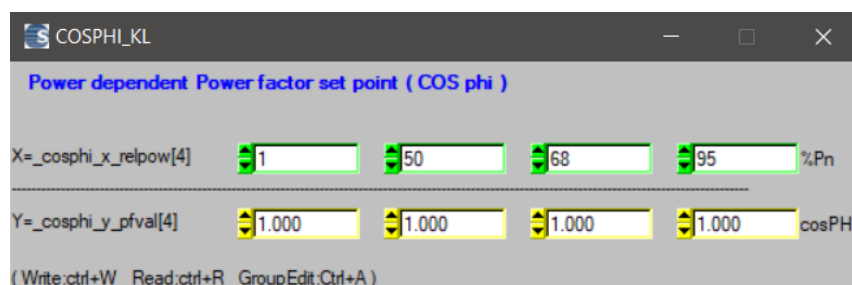 COSPHI_KL
Power dependent Power factor set point ( COS phi )
X=_cosphi_x_relpow[4] 1 50 68 95 %Pn
Y=_cosphi_y_pfval[4] 1.000 1.000 1.000 1.000 cosPH
( Write:ctrl+W Read:ctrl+R GroupEdit:Ctrl+A )